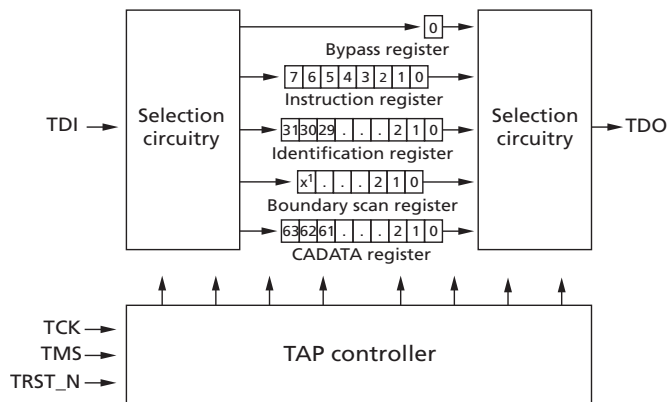 0
Bypass register
7 6 5 4 3 2 1 0
Instruction register
TDI
Selection
circuitry
31 30 29 . . . 2 1 0
Identification register
Selection
circuitry
TDO
x¹ . . . 2 1 0
Boundary scan register
63 62 61 . . . 2 1 0
CADATA register
TCK
TMS
TRST_N
TAP controller